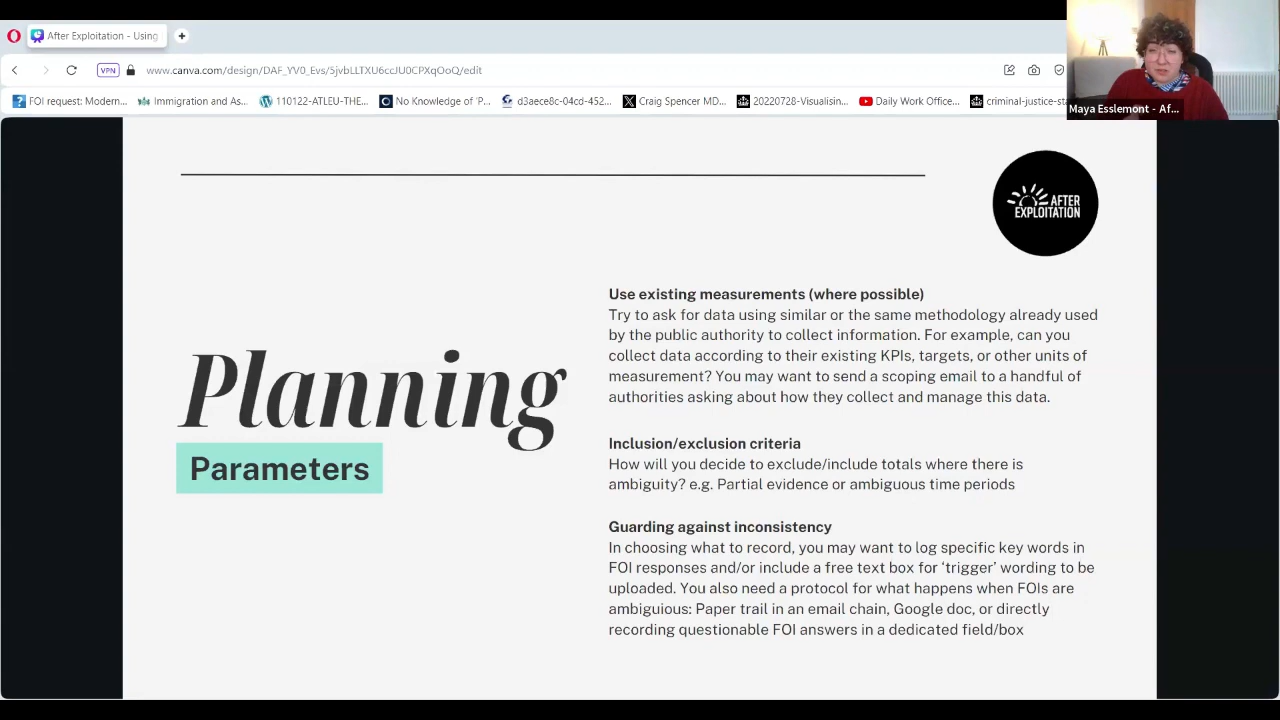 After Exploitation - Using
VPN
www.canva.com/design/DAF_YV0_Evs/5jvbLLTXU6ccJU0CPXqOoQ/edit
FOI request: Modern...
Immigration and As...
110122-ATLEU-THE...
No Knowledge of 'P...
d3aece8c-04cd-452...
Craig Spencer MD...
20220728-Visualisin...
Daily Work Office...
criminal-justice-sta
Maya Esslemont - Af...
AFTER
EXPLOITATION
Planning
Parameters
Use existing measurements (where possible)
Try to ask for data using similar or the same methodology already used
by the public authority to collect information. For example, can you
collect data according to their existing KPIs, targets, or other units of
measurement? You may want to send a scoping email to a handful of
authorities asking about how they collect and manage this data.
Inclusion/exclusion criteria
How will you decide to exclude/include totals where there is
ambiguity? e.g. Partial evidence or ambiguous time periods
Guarding against inconsistency
In choosing what to record, you may want to log specific key words in
FOI responses and/or include a free text box for ‘trigger’ wording to be
uploaded. You also need a protocol for what happens when FOIs are
ambiguious: Paper trail in an email chain, Google doc, or directly
recording questionable FOI answers in a dedicated field/box